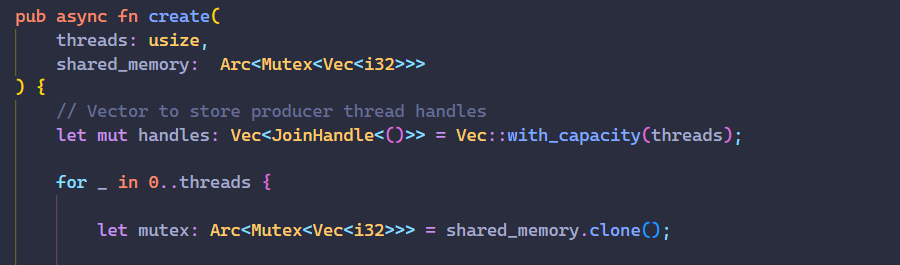 pub async fn create(
    threads: usize,
    shared_memory:  Arc<Mutex<Vec<i32>>>
) {
    // Vector to store producer thread handles
    let mut handles: Vec<JoinHandle<()>> = Vec::with_capacity(threads);
    for _ in 0..threads {
        let mutex: Arc<Mutex<Vec<i32>>> = shared_memory.clone();